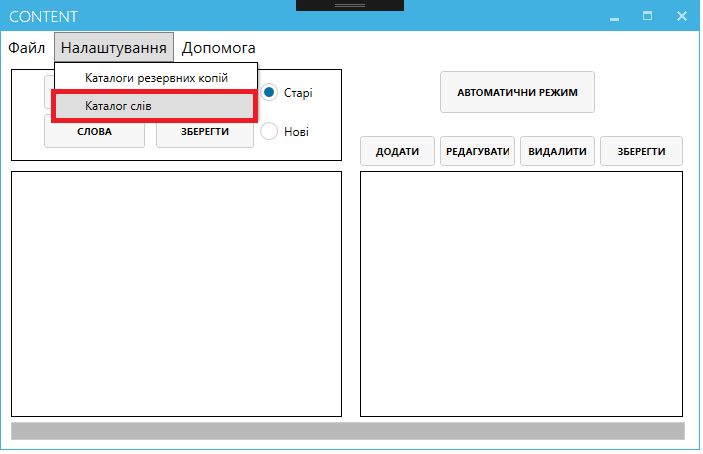 CONTENT
Файл Налаштування Допомога
Каталоги резервних копій
Каталог слів
Старі
АВТОМАТИЧНИ РЕЖИМ
СЛОВА ЗБЕРЕГТИ Нові
ДОДАТИ РЕДАГУВАТИ ВИДАЛИТИ ЗБЕРЕГТИ